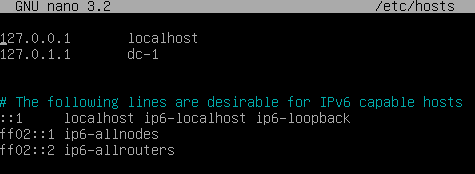 GNU nano 3.2 /etc/hosts
127.0.0.1 localhost
127.0.1.1 dc-1
# The following lines are desirable for IPv6 capable hosts
::1 localhost ip6-localhost ip6-loopback
ff02::1 ip6-allnodes
ff02::2 ip6-allrouters